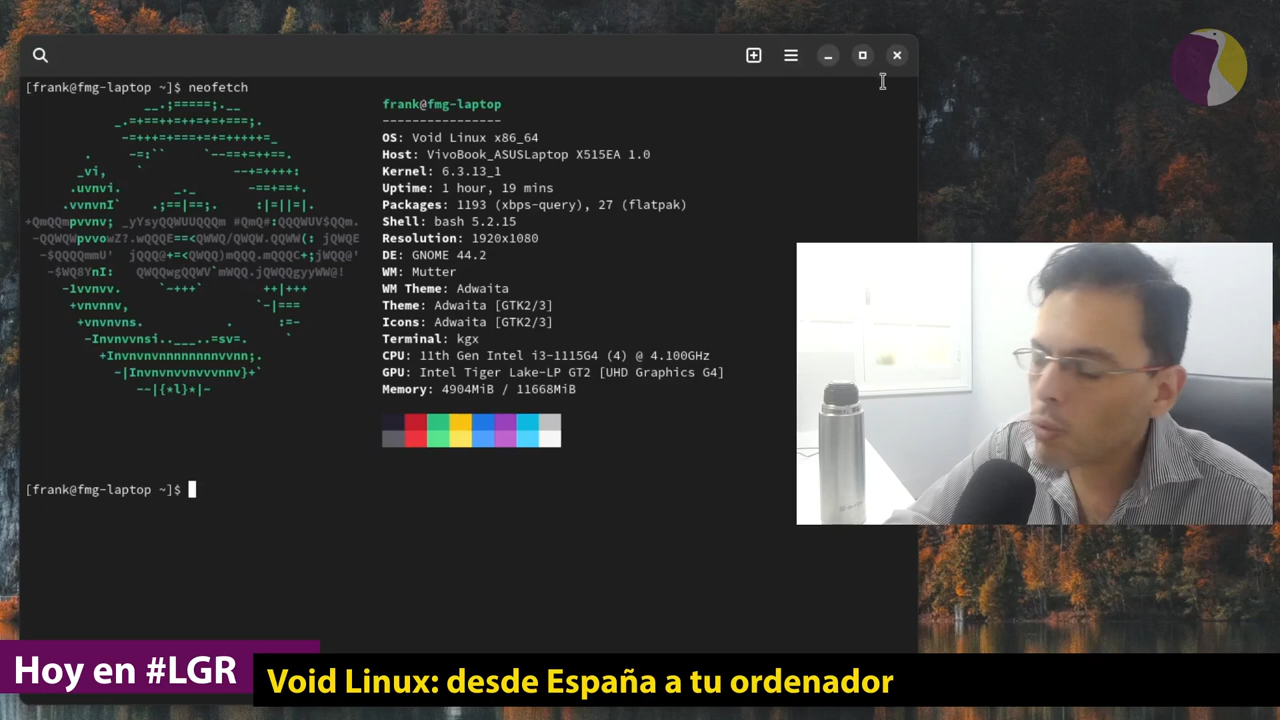 [frank@fmg-laptop ~]$ neofetch
frank@fmg-laptop
----------------
OS: Void Linux x86_64
Host: VivoBook_ASUSLaptop X515EA 1.0
Kernel: 6.3.13_1
Uptime: 1 hour, 19 mins
Packages: 1193 (xbps-query), 27 (flatpak)
Shell: bash 5.2.15
Resolution: 1920x1080
DE: GNOME 44.2
WM: Mutter
WM Theme: Adwaita
Theme: Adwaita [GTK2/3]
Icons: Adwaita [GTK2/3]
Terminal: kgx
CPU: 11th Gen Intel i3-1115G4 (4) @ 4.100GHz
GPU: Intel Tiger Lake-LP GT2 [UHD Graphics G4]
Memory: 4904MiB / 11668MiB
[frank@fmg-laptop ~]$
Hoy en #LGR
Void Linux: desde España a tu ordenador